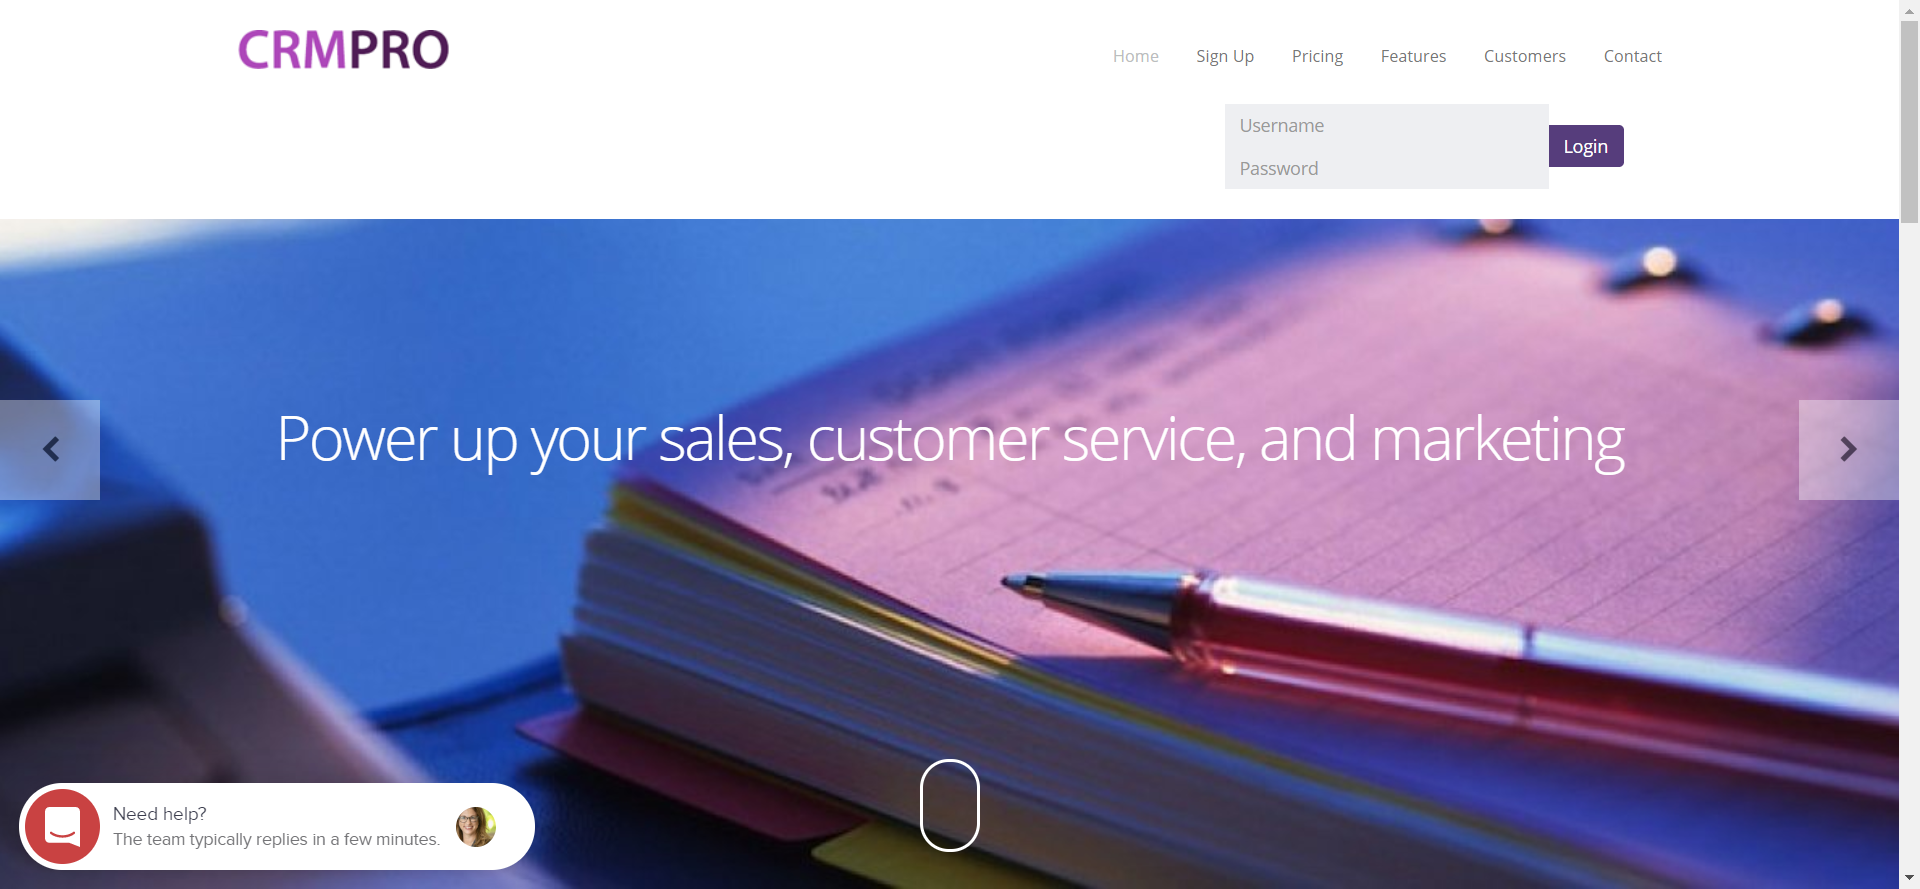 CRMPRO
Home Sign Up Pricing Features Customers Contact
Username
Password
Login
Power up your sales, customer service, and marketing
Need help?
The team typically replies in a few minutes.